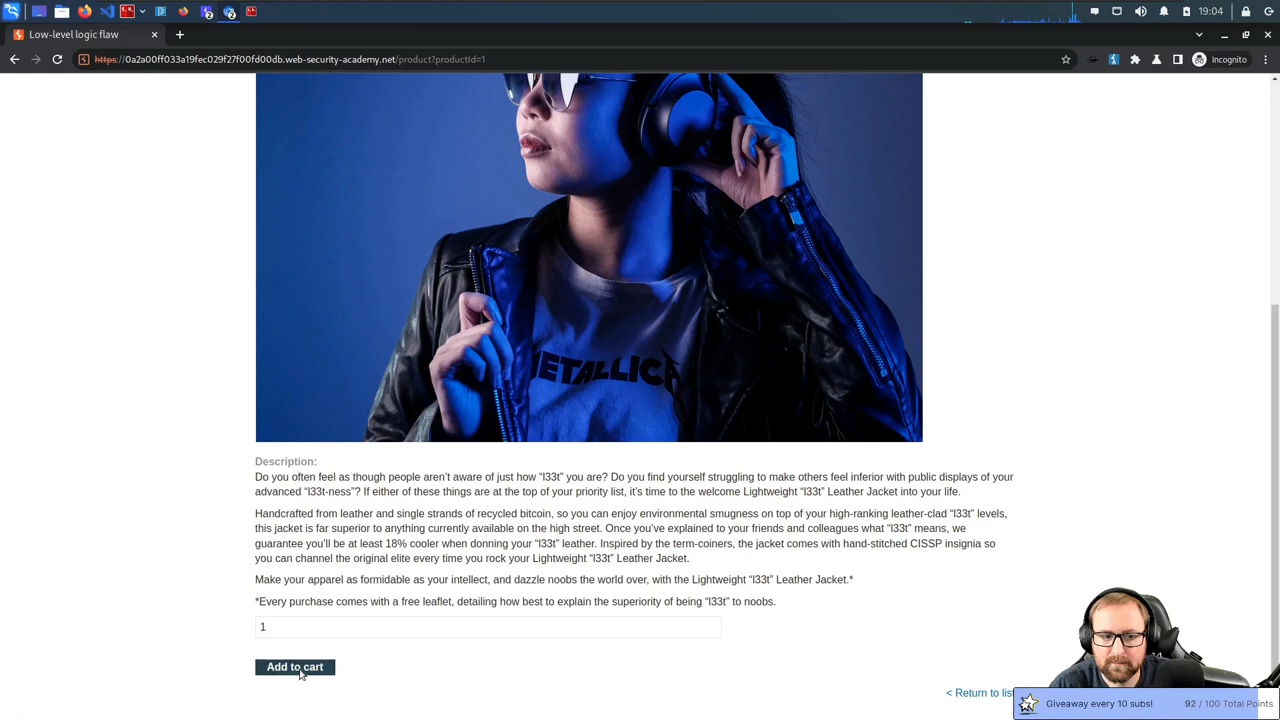 19:04
Low-level logic flaw
https://0a2a00ff033a19fec029f27f00fd00db.web-security-academy.net/product?productId=1
Incognito
METALLICA
Description:
Do you often feel as though people aren’t aware of just how “l33t” you are? Do you find yourself struggling to make others feel inferior with public displays of your
advanced “l33t-ness”? If either of these things are at the top of your priority list, it’s time to the welcome Lightweight “l33t” Leather Jacket into your life.
Handcrafted from leather and single strands of recycled bitcoin, so you can enjoy environmental smugness on top of your high-ranking leather-clad “l33t” levels,
this jacket is far superior to anything currently available on the high street. Once you’ve explained to your friends and colleagues what “l33t” means, we
guarantee you’ll be at least 18% cooler when donning your “l33t” leather. Inspired by the term-coiners, the jacket comes with hand-stitched CISSP insignia so
you can channel the original elite every time you rock your Lightweight “l33t” Leather Jacket.
Make your apparel as formidable as your intellect, and dazzle noobs the world over, with the Lightweight “l33t” Leather Jacket.*
*Every purchase comes with a free leaflet, detailing how best to explain the superiority of being “l33t” to noobs.
1
Add to cart
< Return to list
Giveaway every 10 subs! 92 / 100 Total Points